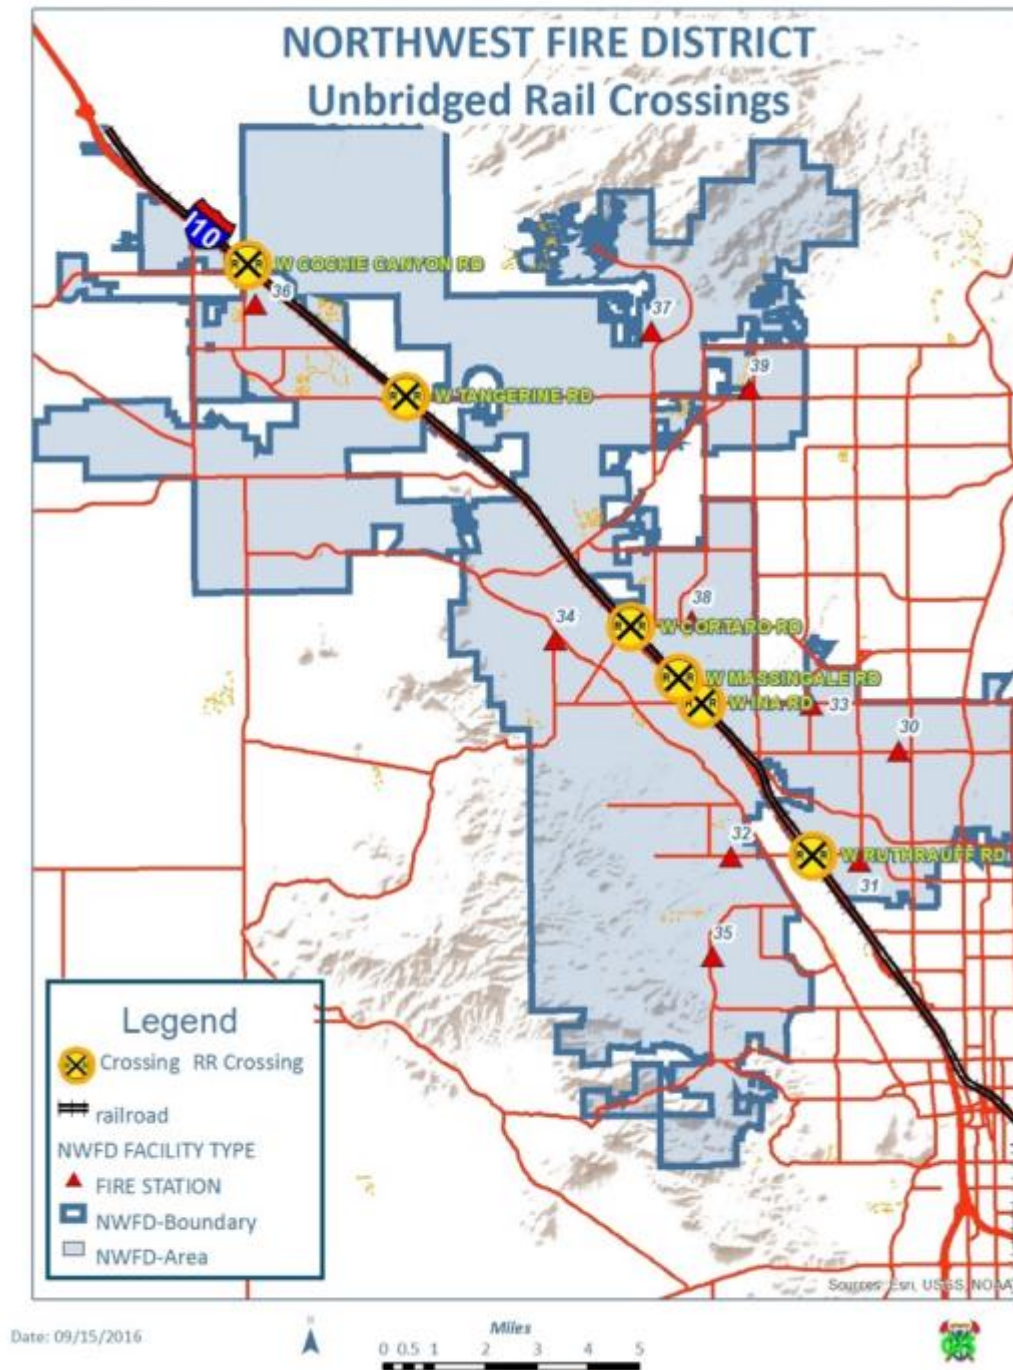 NORTHWEST FIRE DISTRICT
Unbridged Rail Crossings
10
W COCHIE CANYON RD
36
37
39
W TANGERINE RD
38
34
W CORTARO RD
W MASSINGALE RD
W INA RD
33
30
32
W RUTHRAUFF RD
31
35
Legend
Crossing RR Crossing
railroad
NWFD FACILITY TYPE
FIRE STATION
NWFD-Boundary
NWFD-Area
Sources: Esri, USGS, NOAA
Date: 09/15/2016
Miles
0 0.5 1 2 3 4 5